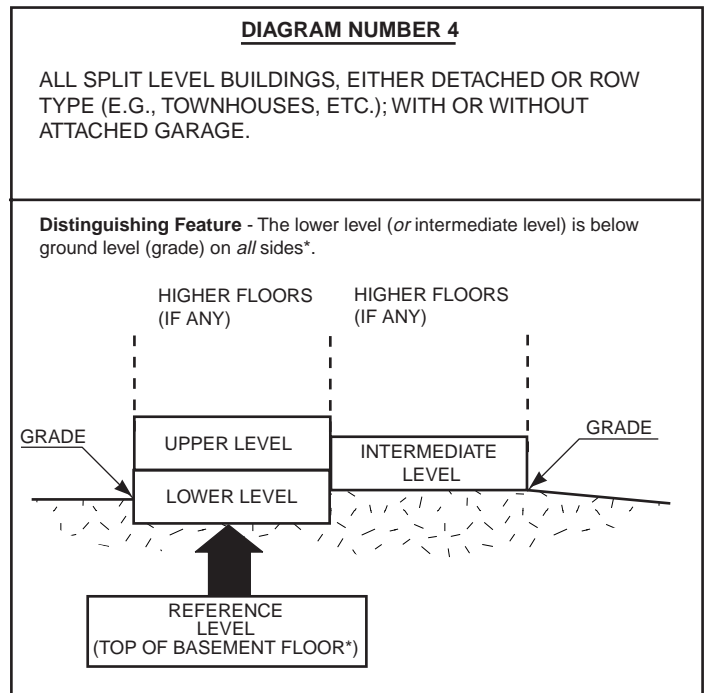 DIAGRAM NUMBER 4
ALL SPLIT LEVEL BUILDINGS, EITHER DETACHED OR ROW
TYPE (E.G., TOWNHOUSES, ETC.); WITH OR WITHOUT
ATTACHED GARAGE.
Distinguishing Feature - The lower level (or intermediate level) is below
ground level (grade) on all sides*.
HIGHER FLOORS
(IF ANY)
HIGHER FLOORS
(IF ANY)
GRADE
UPPER LEVEL
LOWER LEVEL
INTERMEDIATE
LEVEL
GRADE
REFERENCE
LEVEL
(TOP OF BASEMENT FLOOR*)